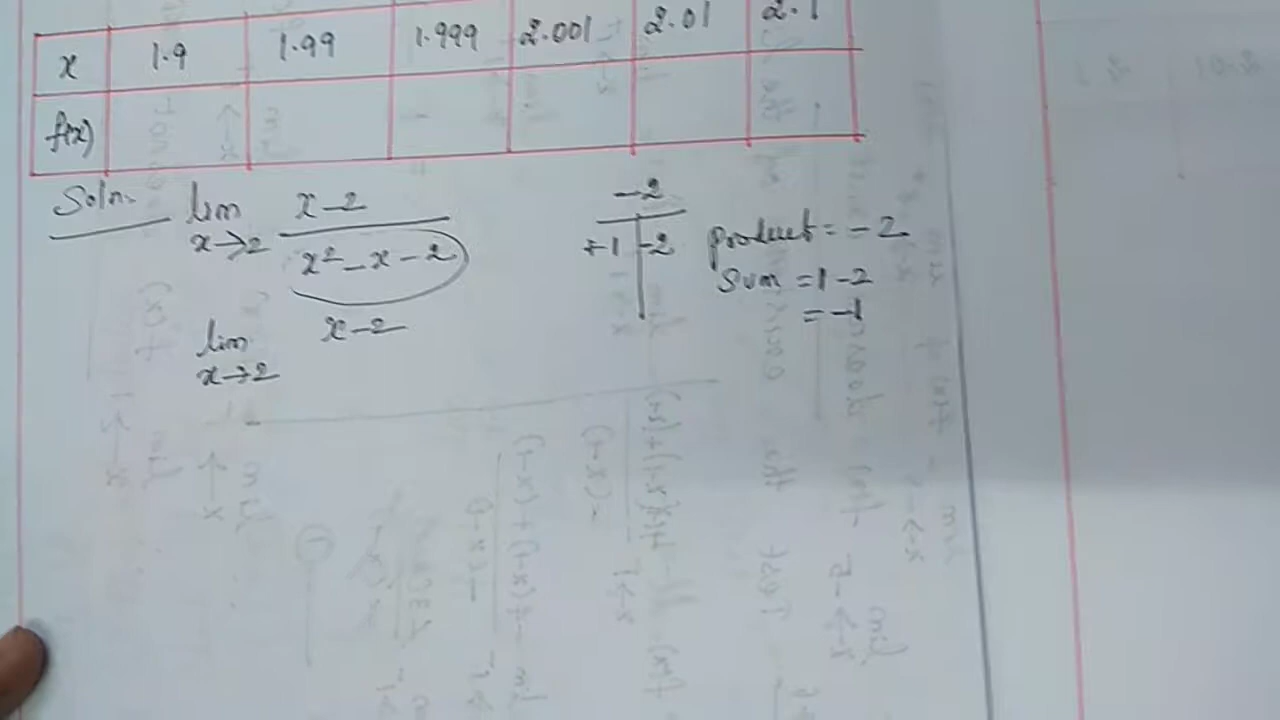 x 1.9 1.99 1.999 2.001 2.01 2.1
f(x)
Soln. lim x→2 x-2 / x²-x-2
-2
+1 -2
product = -2
Sum = 1-2
= -1
lim x→2 x-2